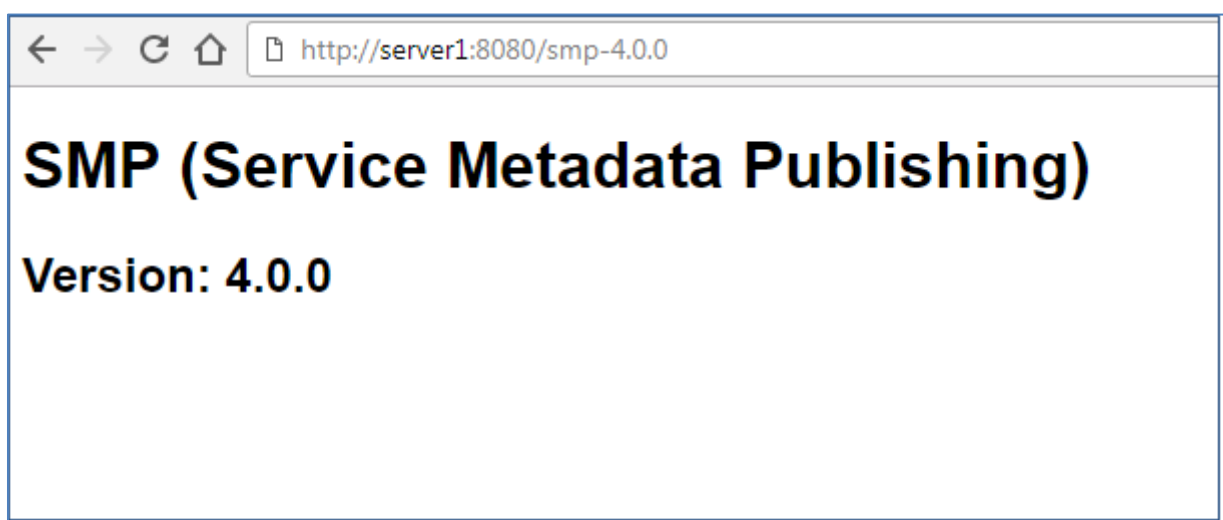 http://server1:8080/smp-4.0.0
SMP (Service Metadata Publishing)
Version: 4.0.0